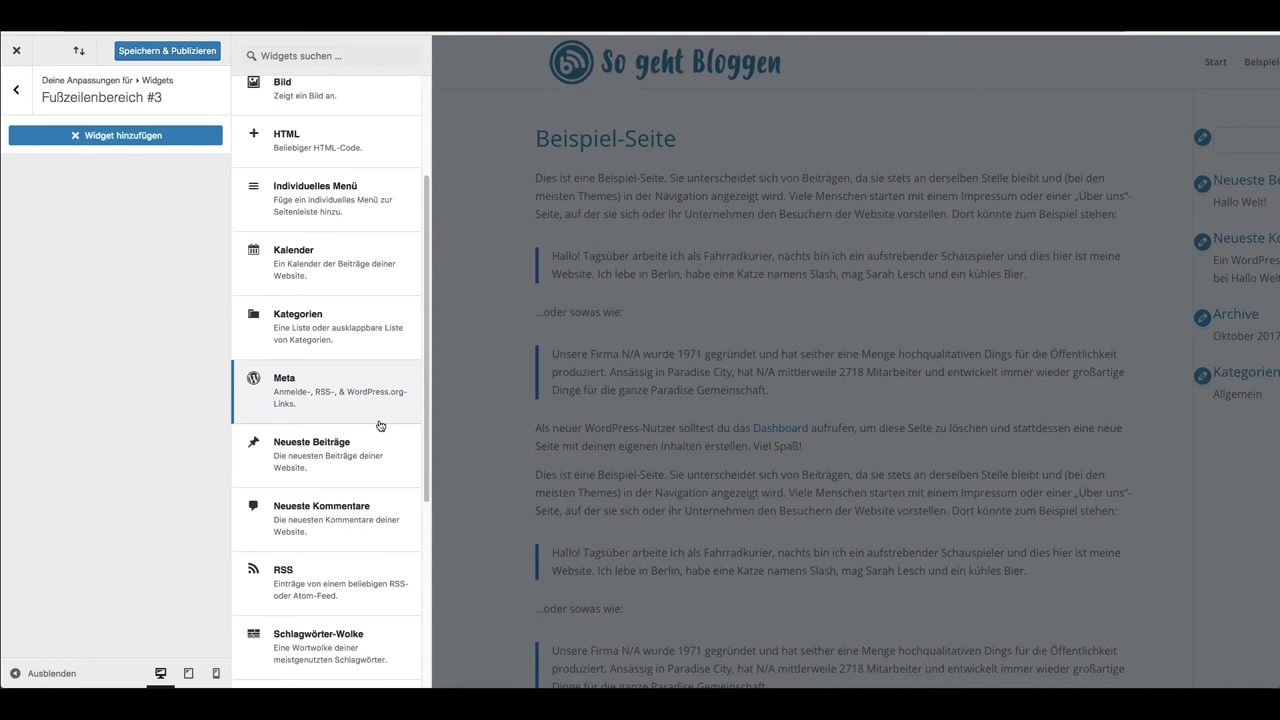 Speichern & Publizieren
Deine Anpassungen für ▸ Widgets
Fußzeilenbereich #3
Widget hinzufügen
Ausblenden
Widgets suchen …
Bild
Zeigt ein Bild an.
HTML
Beliebiger HTML-Code.
Individuelles Menü
Füge ein individuelles Menü zur
Seitenleiste hinzu.
Kalender
Ein Kalender der Beiträge deiner
Website.
Kategorien
Eine Liste oder ausklappbare Liste
von Kategorien.
Meta
Anmelde-, RSS-, & WordPress.org-
Links.
Neueste Beiträge
Die neuesten Beiträge deiner
Website.
Neueste Kommentare
Die neuesten Kommentare deiner
Website.
RSS
Einträge von einem beliebigen RSS-
oder Atom-Feed.
Schlagwörter-Wolke
Eine Wortwolke deiner
meistgenutzten Schlagwörter.
So geht Bloggen
Start
Beispiel
Beispiel-Seite
Dies ist eine Beispiel-Seite. Sie unterscheidet sich von Beiträgen, da sie stets an derselben Stelle bleibt und (bei den
meisten Themes) in der Navigation angezeigt wird. Viele Menschen starten mit einem Impressum oder einer „Über uns“-
Seite, auf der sie sich oder ihr Unternehmen den Besuchern der Website vorstellen. Dort könnte zum Beispiel stehen:
Hallo! Tagsüber arbeite ich als Fahrradkurier, nachts bin ich ein aufstrebender Schauspieler und dies hier ist meine
Website. Ich lebe in Berlin, habe eine Katze namens Slash, mag Sarah Lesch und ein kühles Bier.
…oder sowas wie:
Unsere Firma N/A wurde 1971 gegründet und hat seither eine Menge hochqualitativen Dings für die Öffentlichkeit
produziert. Ansässig in Paradise City, hat N/A mittlerweile 2718 Mitarbeiter und entwickelt immer wieder großartige
Dinge für die ganze Paradise Gemeinschaft.
Als neuer WordPress-Nutzer solltest du das Dashboard aufrufen, um diese Seite zu löschen und stattdessen eine neue
Seite mit deinen eigenen Inhalten erstellen. Viel Spaß!
Dies ist eine Beispiel-Seite. Sie unterscheidet sich von Beiträgen, da sie stets an derselben Stelle bleibt und (bei den
meisten Themes) in der Navigation angezeigt wird. Viele Menschen starten mit einem Impressum oder einer „Über uns“-
Seite, auf der sie sich oder ihr Unternehmen den Besuchern der Website vorstellen. Dort könnte zum Beispiel stehen:
Hallo! Tagsüber arbeite ich als Fahrradkurier, nachts bin ich ein aufstrebender Schauspieler und dies hier ist meine
Website. Ich lebe in Berlin, habe eine Katze namens Slash, mag Sarah Lesch und ein kühles Bier.
…oder sowas wie:
Unsere Firma N/A wurde 1971 gegründet und hat seither eine Menge hochqualitativen Dings für die Öffentlichkeit
produziert. Ansässig in Paradise City, hat N/A mittlerweile 2718 Mitarbeiter und entwickelt immer wieder großartige
Dinge für die ganze Paradise Gemeinschaft.
Neueste Be
Hallo Welt!
Neueste Ko
Ein WordPress
bei Hallo Welt
Archive
Oktober 2017
Kategorien
Allgemein